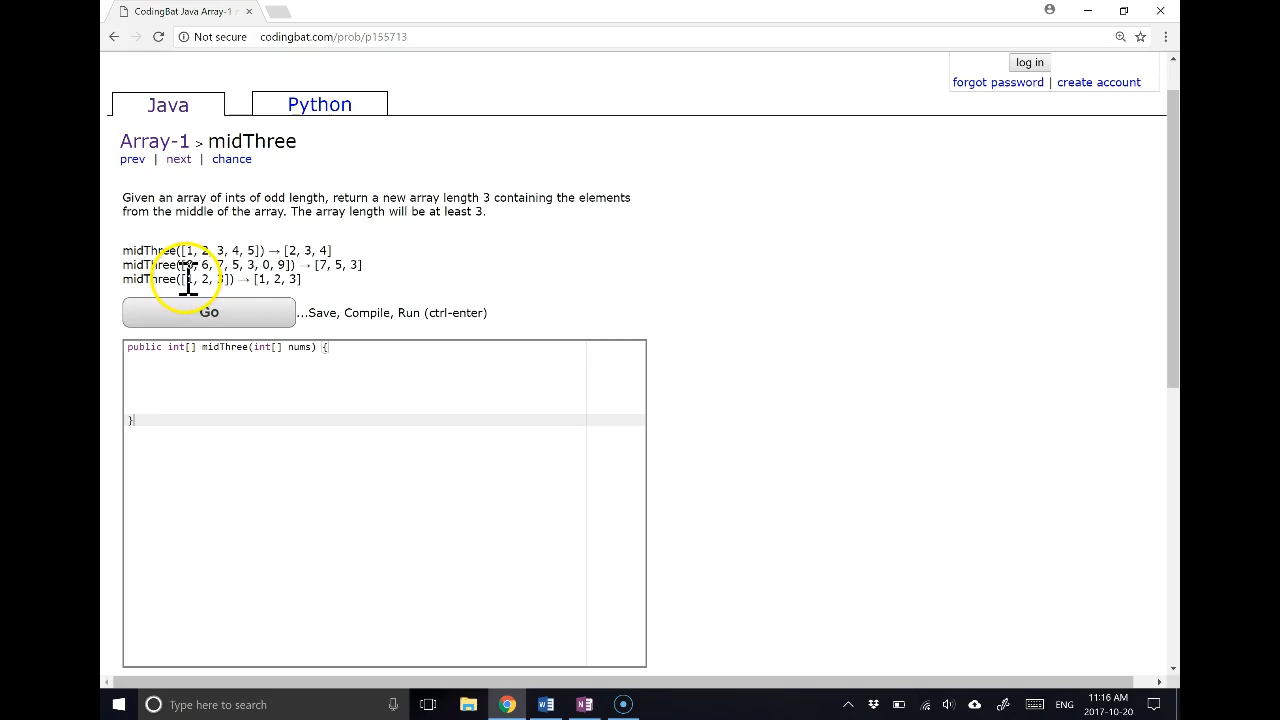 CodingBat Java Array-1
Not secure
codingbat.com/prob/p155713
log in
forgot password | create account
Java
Python
Array-1 > midThree
prev | next | chance
Given an array of ints of odd length, return a new array length 3 containing the elements
from the middle of the array. The array length will be at least 3.
midThree([1, 2, 3, 4, 5]) → [2, 3, 4]
midThree([8, 6, 7, 5, 3, 0, 9]) → [7, 5, 3]
midThree([1, 2, 3]) → [1, 2, 3]
Go
...Save, Compile, Run (ctrl-enter)
public int[] midThree(int[] nums) {
}
Type here to search
ENG
11:16 AM
2017-10-20